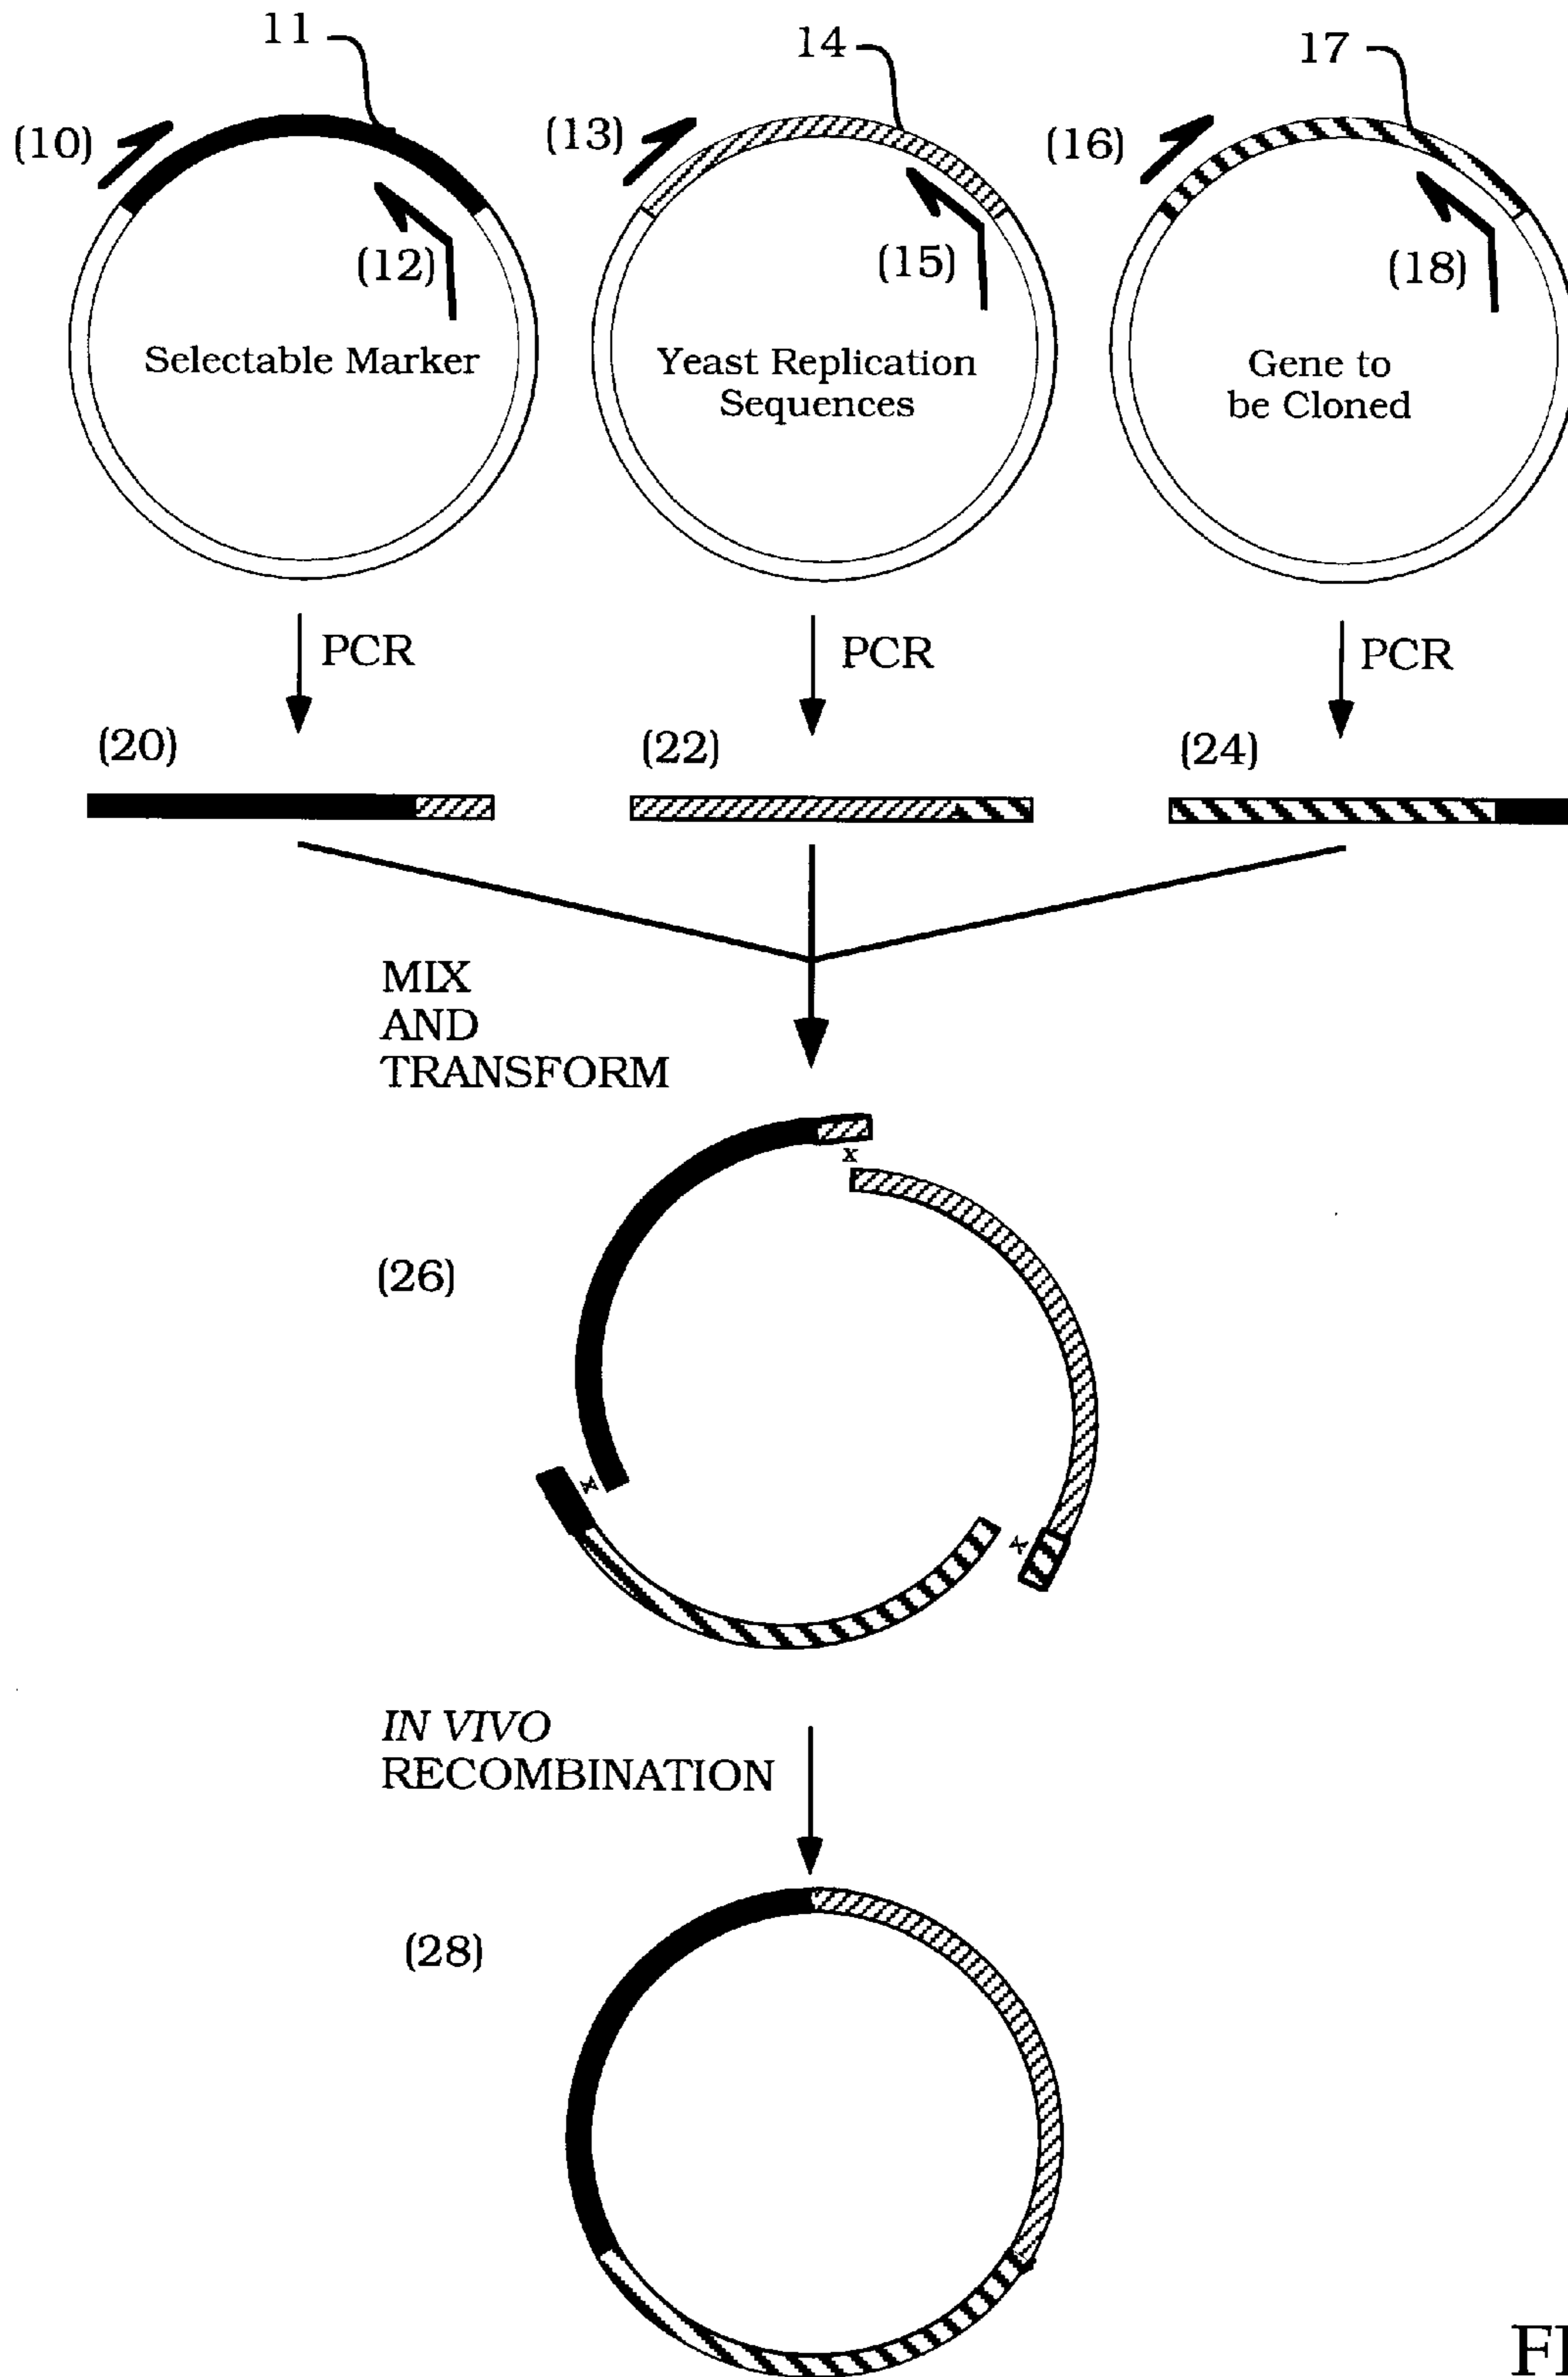 11
14
17
(10)
(13)
(16)
(12)
(15)
(18)
Selectable Marker
Yeast Replication
Sequences
Gene to
be Cloned
PCR
PCR
PCR
(20)
(22)
(24)
MIX
AND
TRANSFORM
x
(26)
x
x
IN VIVO
RECOMBINATION
(28)